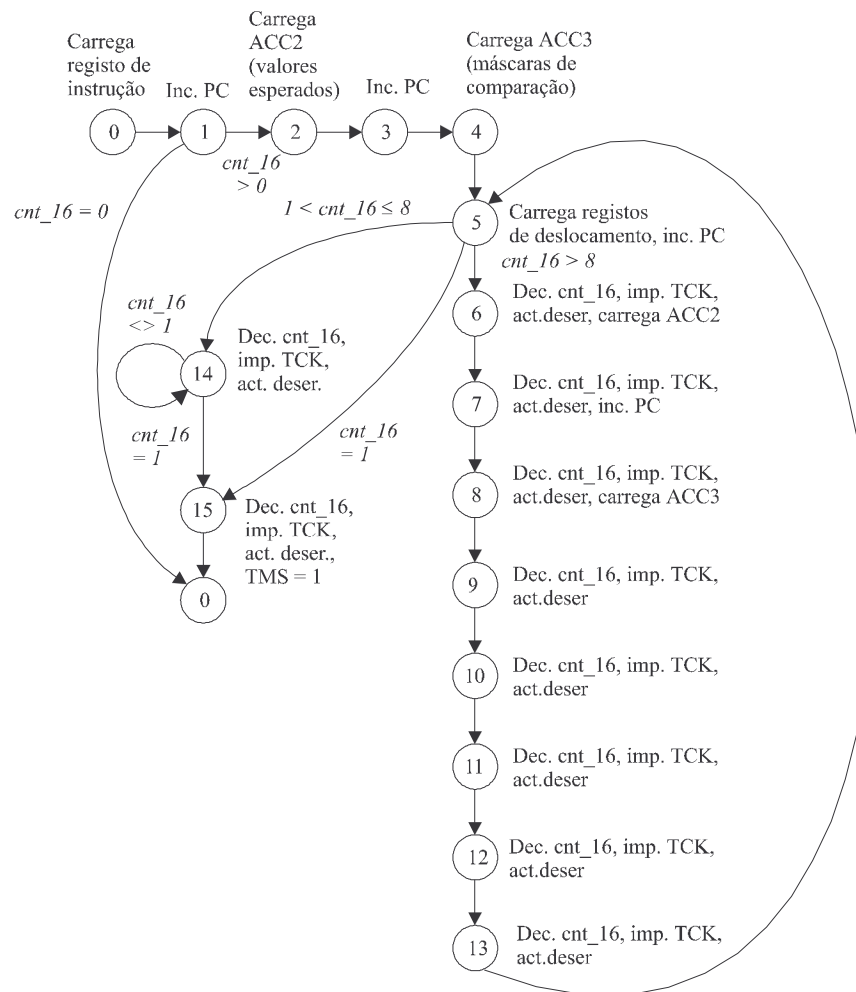 Carrega
registo de
instrução
Inc. PC
Carrega
ACC2
(valores
esperados)
Inc. PC
Carrega ACC3
(máscaras de
comparação)
0
1
2
3
4
cnt_16
> 0
cnt_16 = 0
1 < cnt_16 ≤ 8
5
Carrega registos
de deslocamento, inc. PC
cnt_16 > 8
6
Dec. cnt_16, imp. TCK,
act.deser, carrega ACC2
cnt_16
<> 1
14
Dec. cnt_16,
imp. TCK,
act. deser.
7
Dec. cnt_16, imp. TCK,
act.deser, inc. PC
cnt_16
= 1
cnt_16
= 1
8
Dec. cnt_16, imp. TCK,
act.deser, carrega ACC3
15
Dec. cnt_16,
imp. TCK,
act. deser.,
TMS = 1
0
9
Dec. cnt_16, imp. TCK,
act.deser
10
Dec. cnt_16, imp. TCK,
act.deser
11
Dec. cnt_16, imp. TCK,
act.deser
12
Dec. cnt_16, imp. TCK,
act.deser
13
Dec. cnt_16, imp. TCK,
act.deser